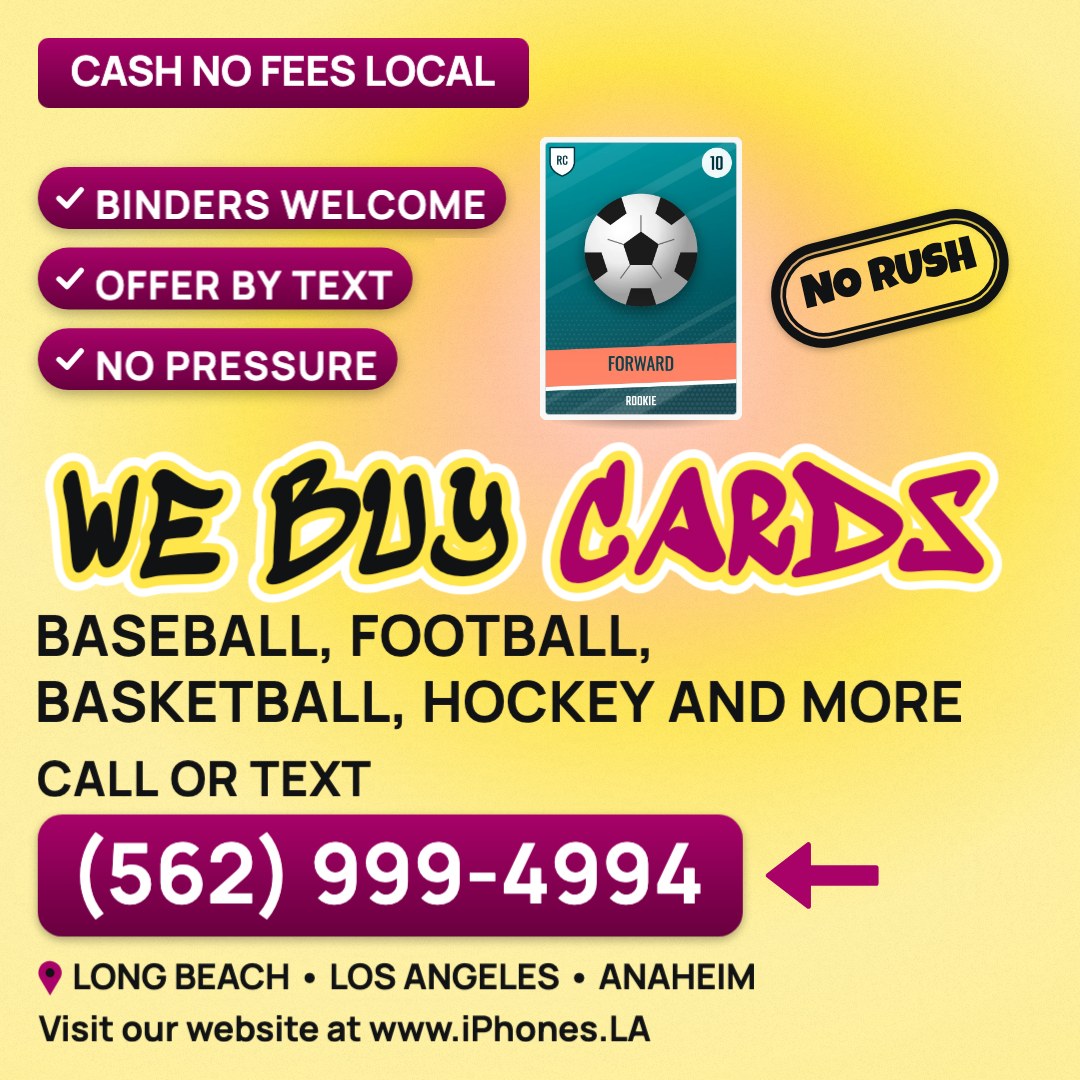 CASH NO FEES LOCAL
BINDERS WELCOME
OFFER BY TEXT
NO PRESSURE
RC
10
FORWARD
ROOKIE
NO RUSH
WE BUY CARDS
BASEBALL, FOOTBALL,
BASKETBALL, HOCKEY AND MORE
CALL OR TEXT
(562) 999-4994
LONG BEACH • LOS ANGELES • ANAHEIM
Visit our website at www.iPhones.LA